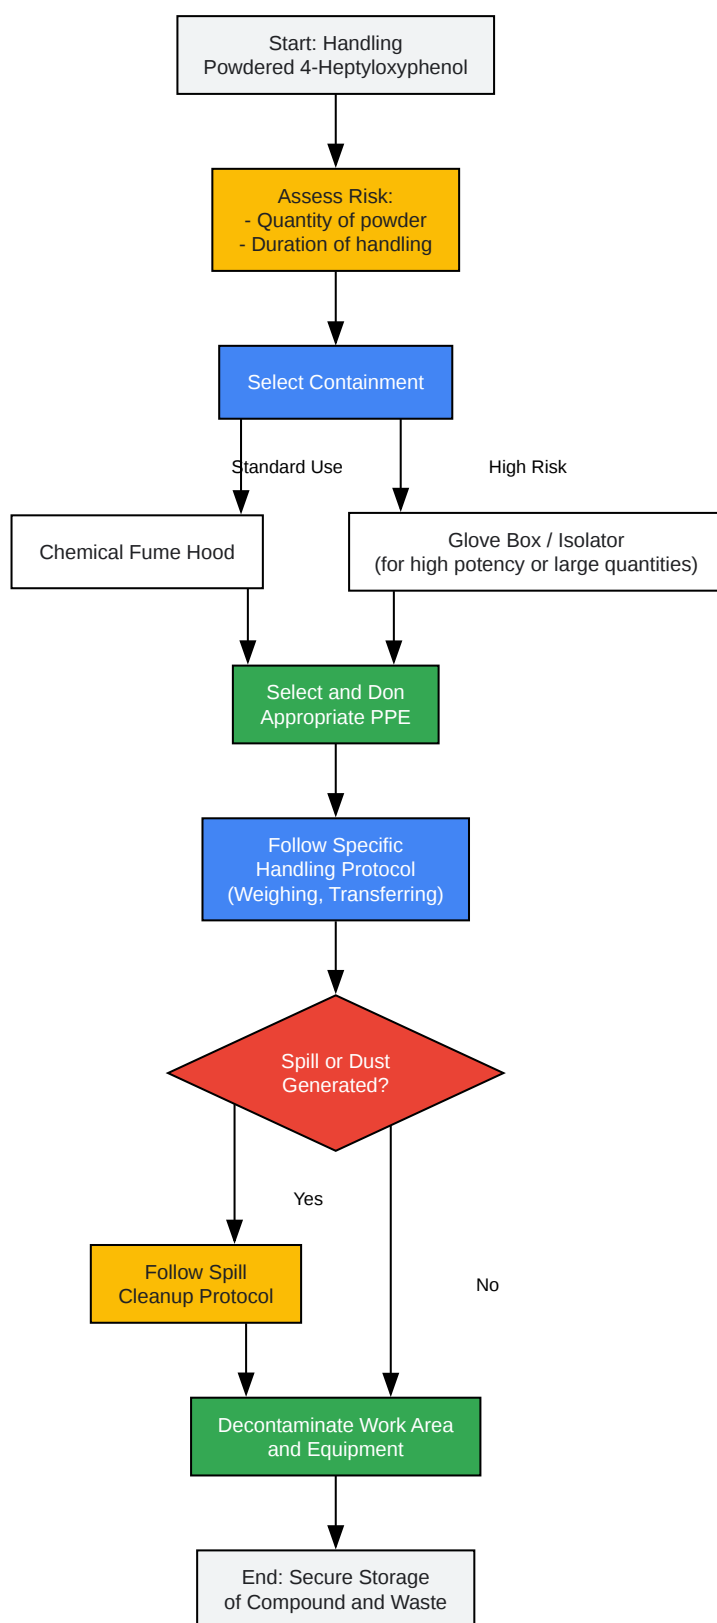 Start: Handling
Powdered 4-Heptyloxyphenol
Assess Risk:
- Quantity of powder
- Duration of handling
Select Containment
Standard Use
High Risk
Chemical Fume Hood
Glove Box / Isolator
(for high potency or large quantities)
Select and Don
Appropriate PPE
Follow Specific
Handling Protocol
(Weighing, Transferring)
Spill or Dust
Generated?
Yes
Follow Spill
Cleanup Protocol
No
Decontaminate Work Area
and Equipment
End: Secure Storage
of Compound and Waste